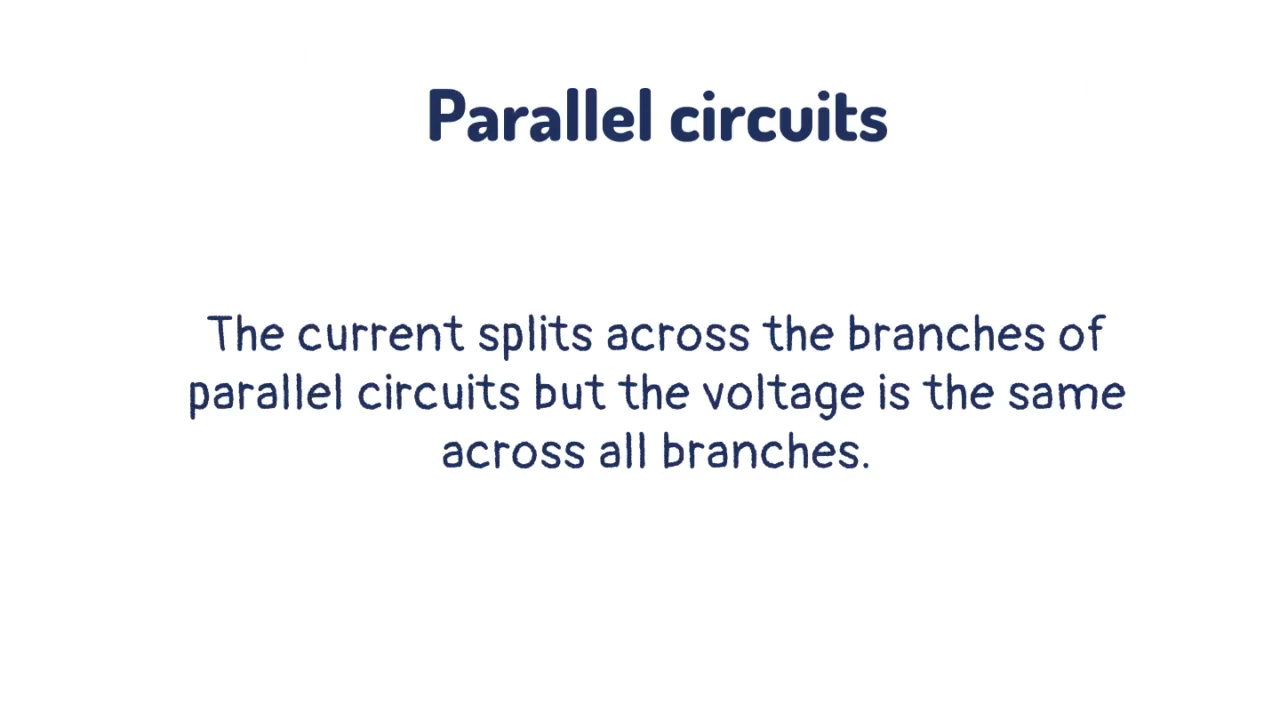 Parallel circuits
The current splits across the branches of
parallel circuits but the voltage is the same
across all branches.